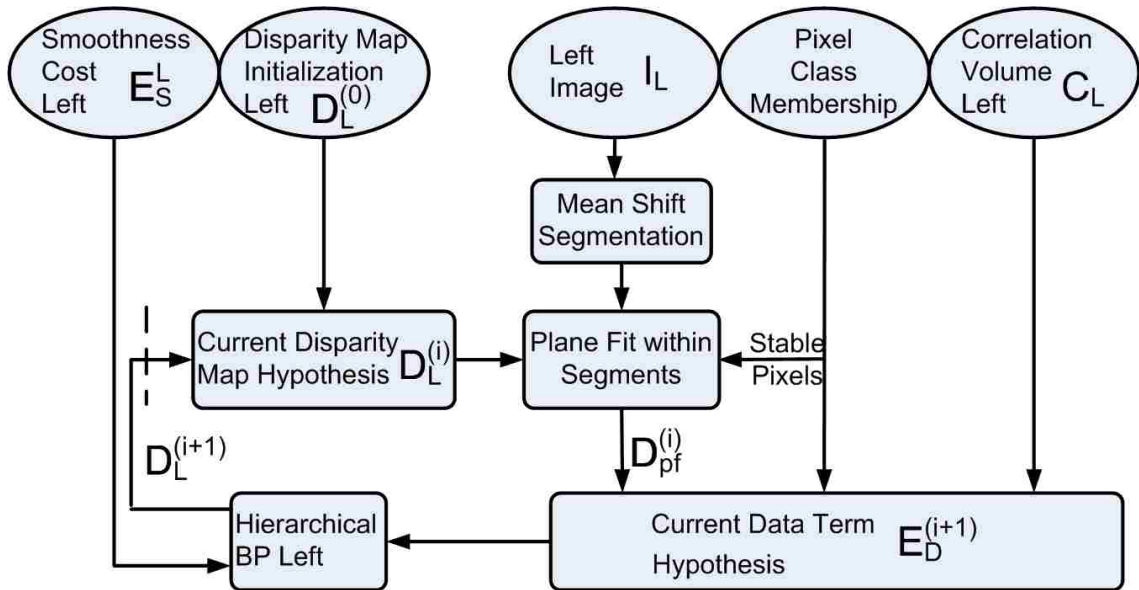 Smoothness
Cost
Left
E_S^L
Disparity Map
Initialization
Left D_L^(0)
Left
Image
I_L
Pixel
Class
Membership
Correlation
Volume
Left
C_L
Mean Shift
Segmentation
Current Disparity
Map Hypothesis
D_L^(i)
Plane Fit within
Segments
Stable
Pixels
D_L^(i+1)
D_pf^(i)
Hierarchical
BP Left
Current Data Term
Hypothesis
E_D^(i+1)